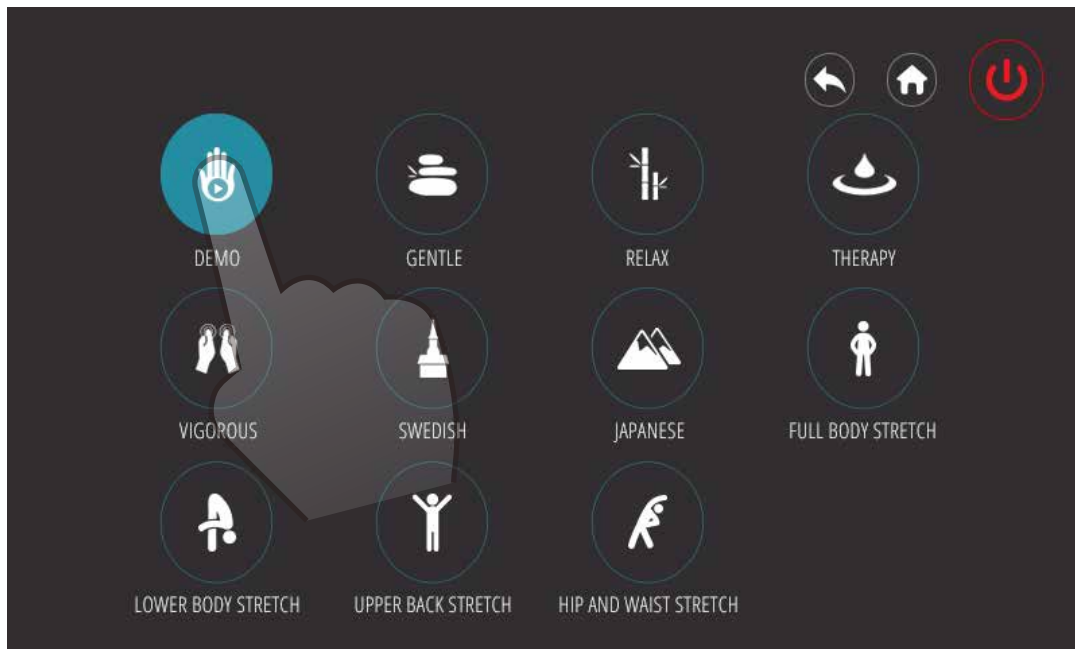 DEMO
GENTLE
RELAX
THERAPY
VIGOROUS
SWEDISH
JAPANESE
FULL BODY STRETCH
LOWER BODY STRETCH
UPPER BACK STRETCH
HIP AND WAIST STRETCH